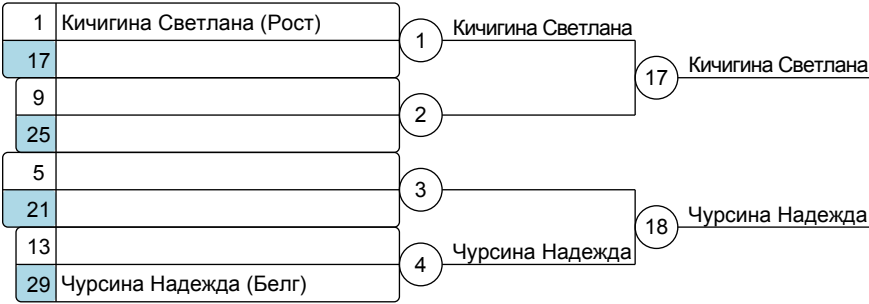 1 Кичигина Светлана (Рост)
17
1 Кичигина Светлана
9
25
2
17 Кичигина Светлана
5
21
3
13
29 Чурсина Надежда (Белг)
4 Чурсина Надежда
18 Чурсина Надежда